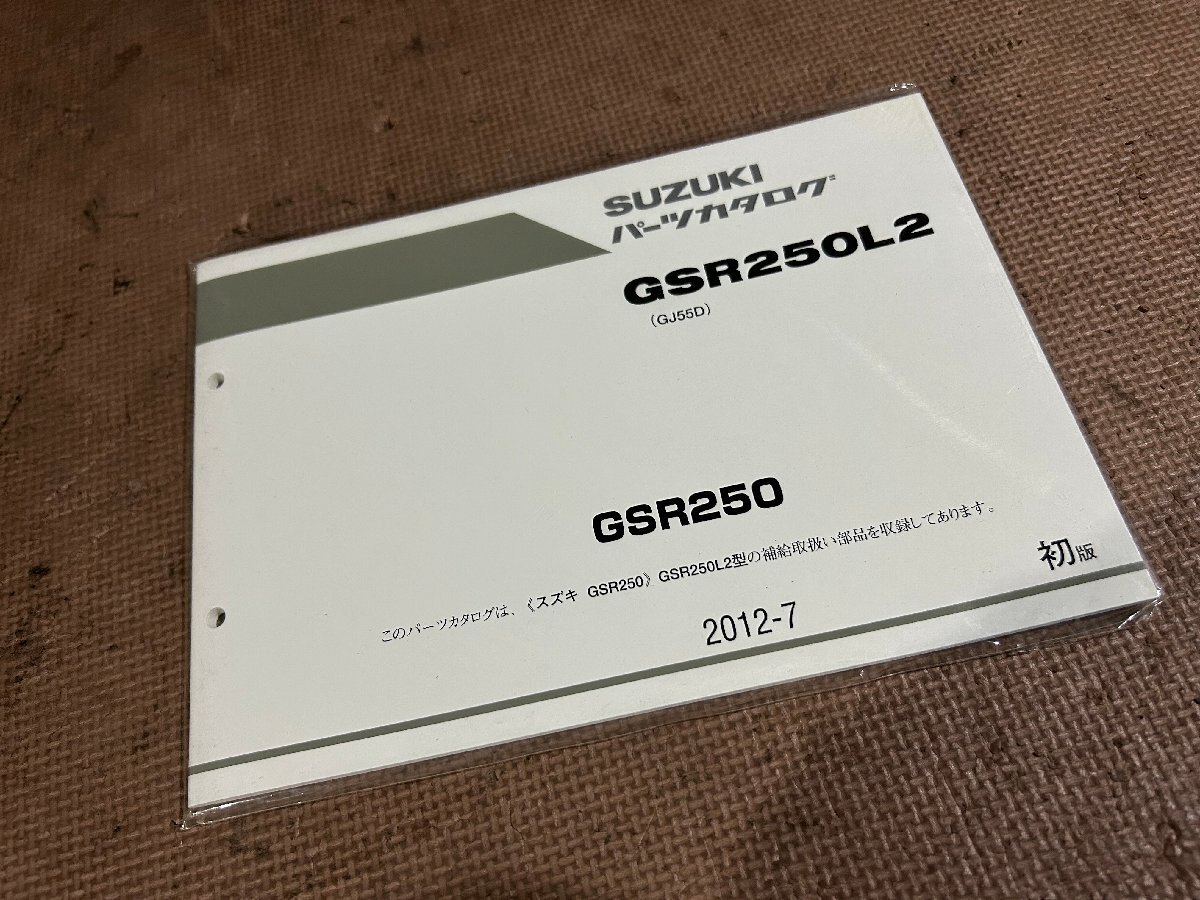 SUZUKI
パーツカタログ
GSR250L2
(GJ55D)
GSR250
このパーツカタログは、《スズキ GSR250》GSR250L2型の補給取扱い部品を収録してあります。
初版
2012-7